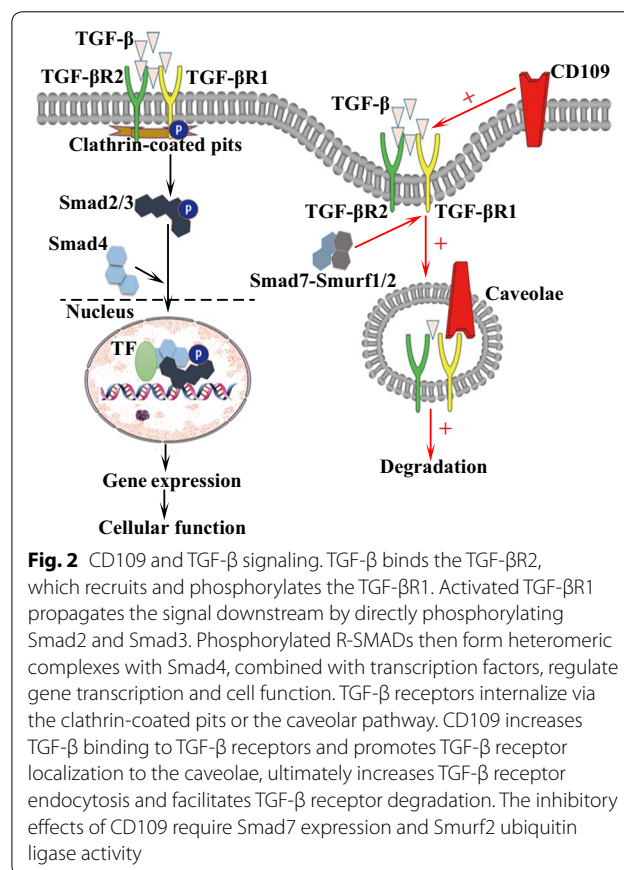 TGF-β
TGF-βR2
TGF-βR1
P
Clathrin-coated pits
Smad2/3
P
Smad4
Nucleus
TF
P
Gene expression
Cellular function
CD109
+
TGF-β
TGF-βR2
TGF-βR1
+
Smad7-Smurf1/2
Caveolae
+
Degradation
Fig. 2 CD109 and TGF-β signaling. TGF-β binds the TGF-βR2,
which recruits and phosphorylates the TGF-βR1. Activated TGF-βR1
propagates the signal downstream by directly phosphorylating
Smad2 and Smad3. Phosphorylated R-SMADs then form heteromeric
complexes with Smad4, combined with transcription factors, regulate
gene transcription and cell function. TGF-β receptors internalize via
the clathrin-coated pits or the caveolar pathway. CD109 increases
TGF-β binding to TGF-β receptors and promotes TGF-β receptor
localization to the caveolae, ultimately increases TGF-β receptor
endocytosis and facilitates TGF-β receptor degradation. The inhibitory
effects of CD109 require Smad7 expression and Smurf2 ubiquitin
ligase activity